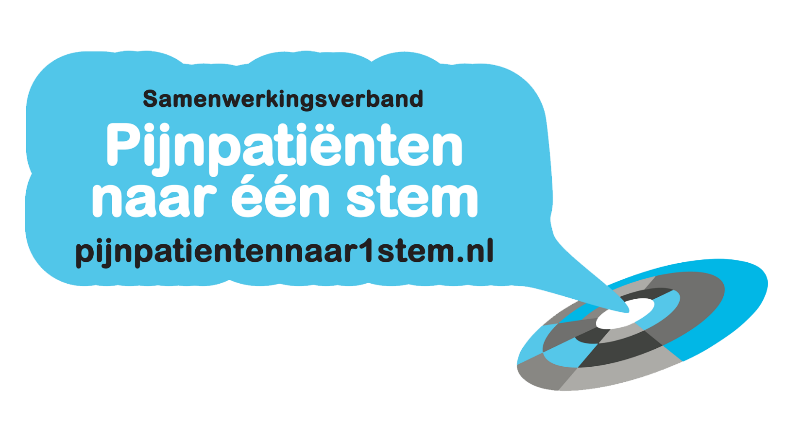 Samenwerkingsverband
Pijnpatiënten
naar één stem
pijnpatientennaar1stem.nl